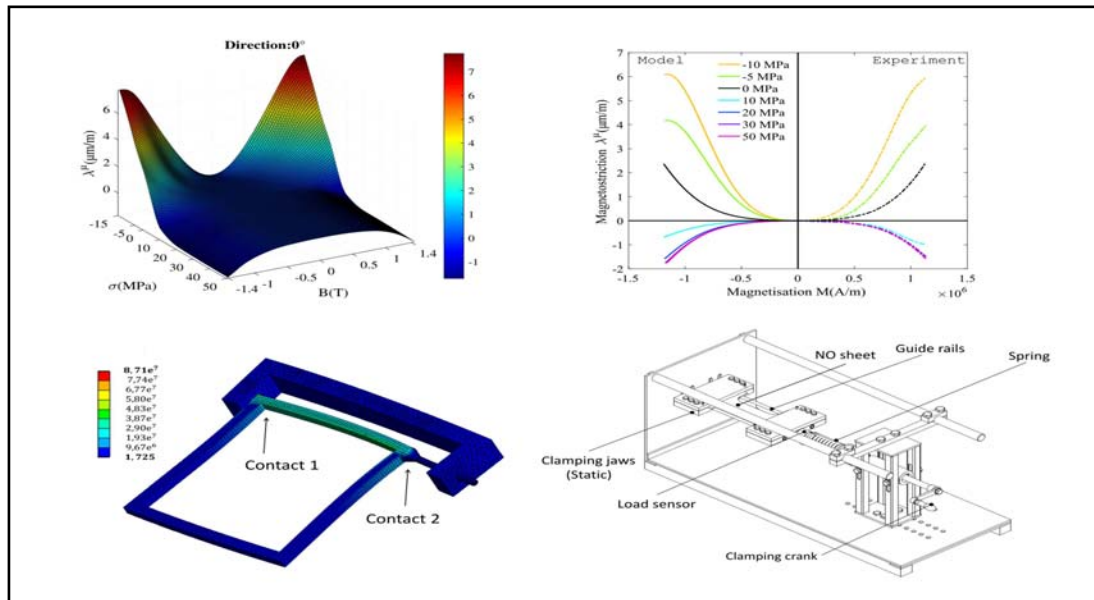 Direction:0°
7
6
5
4
3
2
1
0
-1
6
4
2
0
λᵘ(μm/m)
-15
-5
0
10
20
30
40
50
σ(MPa)
-1.4
-1
-0.5
0
0.5
1
1.4
B(T)
Model
Experiment
-10 MPa
-5 MPa
0 MPa
10 MPa
20 MPa
30 MPa
50 MPa
7
6
5
4
3
2
1
0
-1
-2
Magnetostriction λᵘ(μm/m)
-1.5
-1
-0.5
0
0.5
1
1.5
Magnetisation M(A/m)
×10⁶
8,71e⁷
7,74e⁷
6,77e⁷
5,80e⁷
4,83e⁷
3,87e⁷
2,90e⁷
1,93e⁷
9,67e⁶
1,725
Contact 1
Contact 2
NO sheet
Guide rails
Spring
Clamping jaws
(Static)
Load sensor
Clamping crank